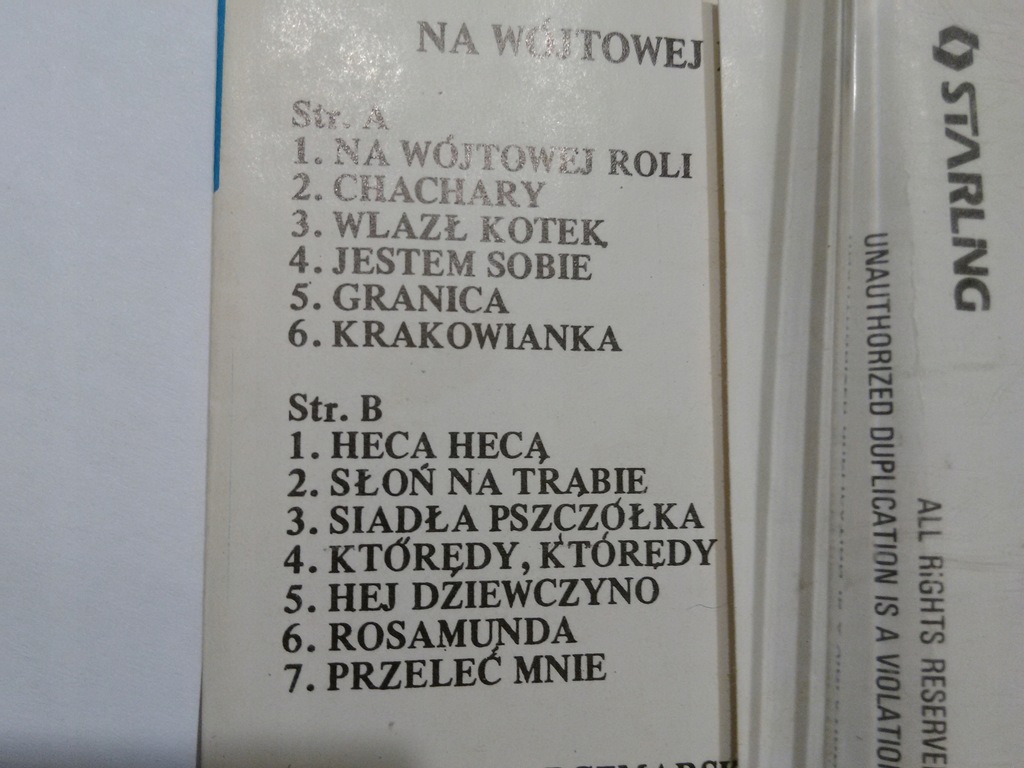 NA WÓJTOWEJ
Str. A
1. NA WÓJTOWEJ ROLI
2. CHACHARY
3. WLAZŁ KOTEK
4. JESTEM SOBIE
5. GRANICA
6. KRAKOWIANKA
Str. B
1. HECA HECĄ
2. SŁOŃ NA TRĄBIE
3. SIADŁA PSZCZÓŁKA
4. KTÓRĘDY, KTÓRĘDY
5. HEJ DZIEWCZYNO
6. ROSAMUNDA
7. PRZELEĆ MNIE
STARLING
ALL RiGHTS RESERVE
UNAUTHORIZED DUPLICATION IS A VIOLATIO